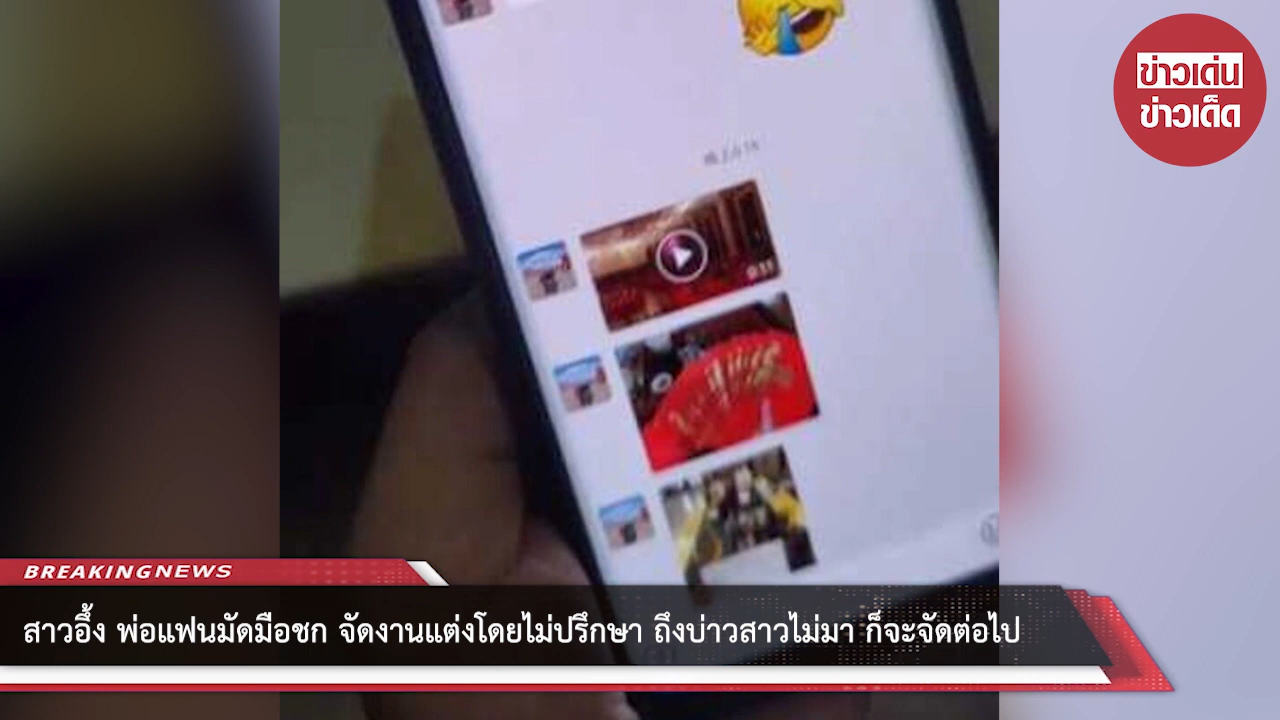 ข่าวเด่น
ข่าวเด็ด
BREAKING NEWS
สาวอึ้ง พ่อแฟนมัดมือชก จัดงานแต่งโดยไม่ปรึกษา ถึงบ่าวสาวไม่มา ก็จะจัดต่อไป